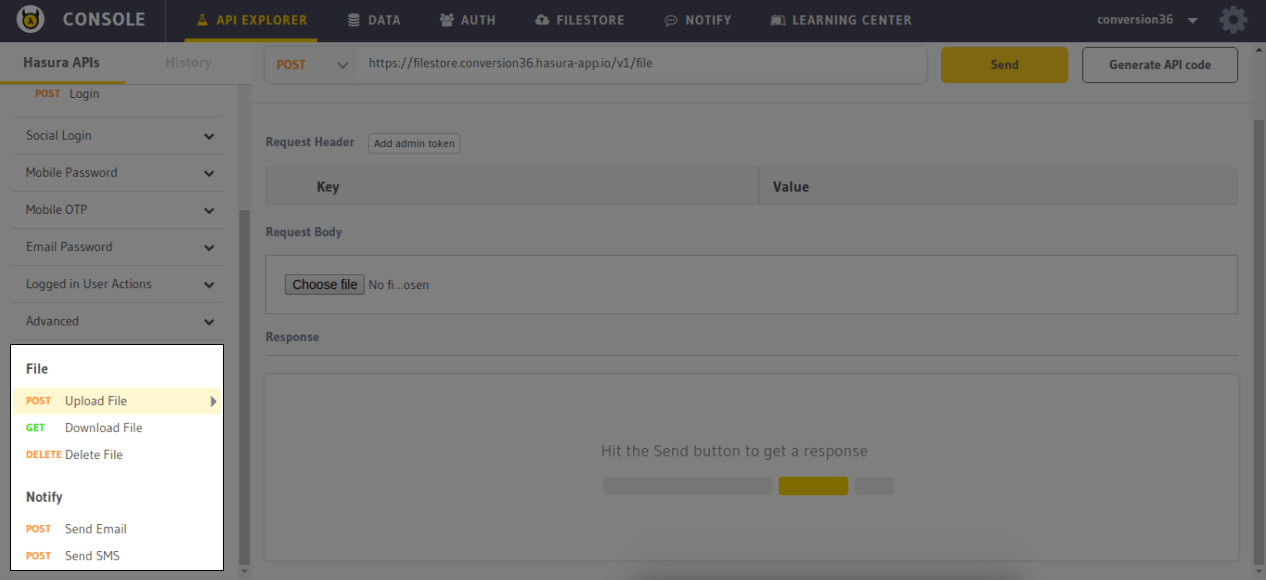 CONSOLE API EXPLORER DATA AUTH FILESTORE NOTIFY LEARNING CENTER conversion36
Hasura APIs History
POST https://filestore.conversion36.hasura-app.io/v1/file Send Generate API code
POST Login
Social Login
Mobile Password
Mobile OTP
Email Password
Logged in User Actions
Advanced
File
POST Upload File
GET Download File
DELETE Delete File
Notify
POST Send Email
POST Send SMS
Request Header Add admin token
Key Value
Request Body
Choose file No fi...osen
Response
Hit the Send button to get a response